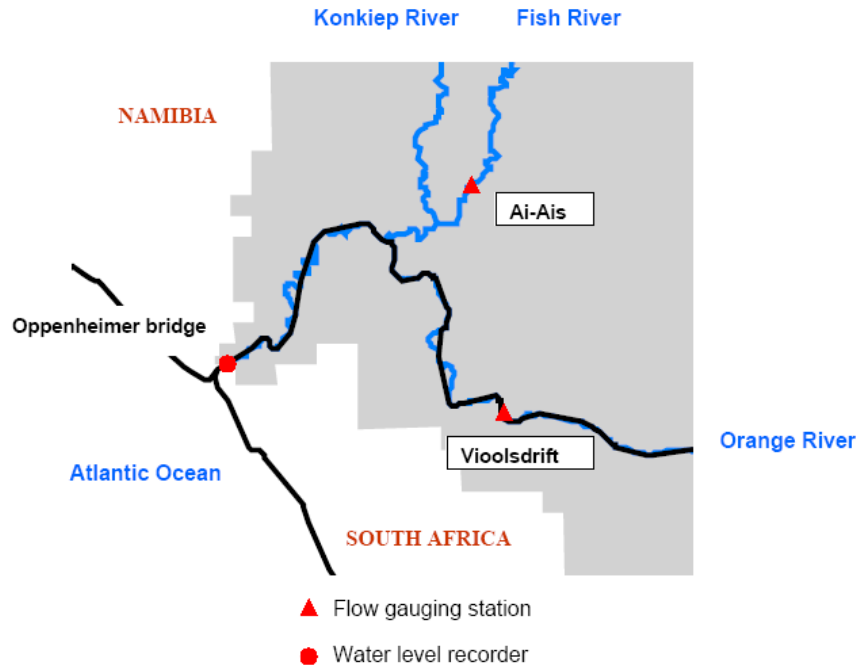 Konkiep River
Fish River
NAMIBIA
Ai-Ais
Oppenheimer bridge
Orange River
Vioolsdrift
Atlantic Ocean
SOUTH AFRICA
Flow gauging station
Water level recorder